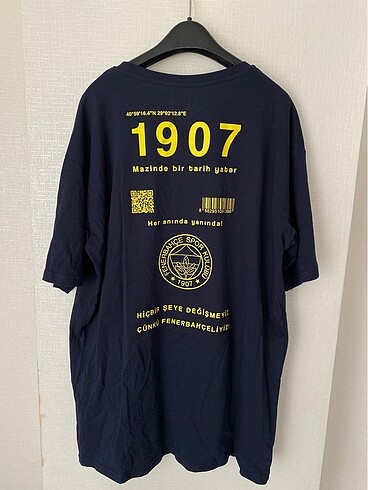 40°59'16.4"N 29°02'12.8"E
1907
Mazinde bir tarih yatar
Her anında yanında!
FENERBAHÇE SPOR KULÜBÜ
1907
HİÇBİR ŞEYE DEĞİŞMEYİZ
ÇÜNKÜ FENERBAHÇELİYİZ!